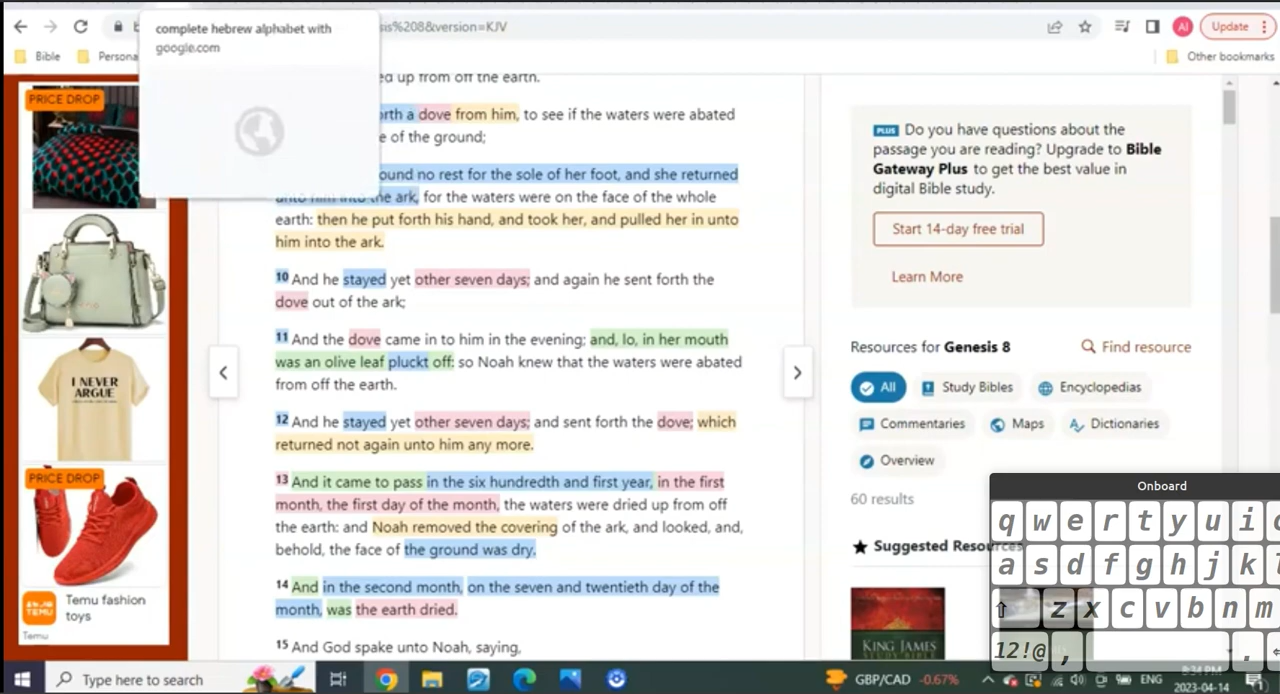 complete hebrew alphabet with
google.com
is%208&version=KJV
Update
Bible
Persona
Other bookmarks
PRICE DROP
I NEVER
ARGUE
PRICE DROP
TEMU
Temu fashion
toys
Temu
ed up from off the earth.
orth a dove from him, to see if the waters were abated
e of the ground;
ound no rest for the sole of her foot, and she returned
unto him into the ark, for the waters were on the face of the whole
earth: then he put forth his hand, and took her, and pulled her in unto
him into the ark.
10 And he stayed yet other seven days; and again he sent forth the
dove out of the ark;
11 And the dove came in to him in the evening; and, lo, in her mouth
was an olive leaf pluckt off: so Noah knew that the waters were abated
from off the earth.
12 And he stayed yet other seven days; and sent forth the dove; which
returned not again unto him any more.
13 And it came to pass in the six hundredth and first year, in the first
month, the first day of the month, the waters were dried up from off
the earth: and Noah removed the covering of the ark, and looked, and,
behold, the face of the ground was dry.
14 And in the second month, on the seven and twentieth day of the
month, was the earth dried.
15 And God spake unto Noah, saying,
PLUS Do you have questions about the
passage you are reading? Upgrade to Bible
Gateway Plus to get the best value in
digital Bible study.
Start 14-day free trial
Learn More
Resources for Genesis 8
Find resource
All
Study Bibles
Encyclopedias
Commentaries
Maps
Dictionaries
Overview
60 results
Suggested Resources
KING JAMES
STUDY BIBLE
Onboard
q w e r t y u i
a s d f g h j k
z x c v b n m
12!@ , .
Type here to search
GBP/CAD -0.67%
ENG
8:34 PM
2023-04-14
AI